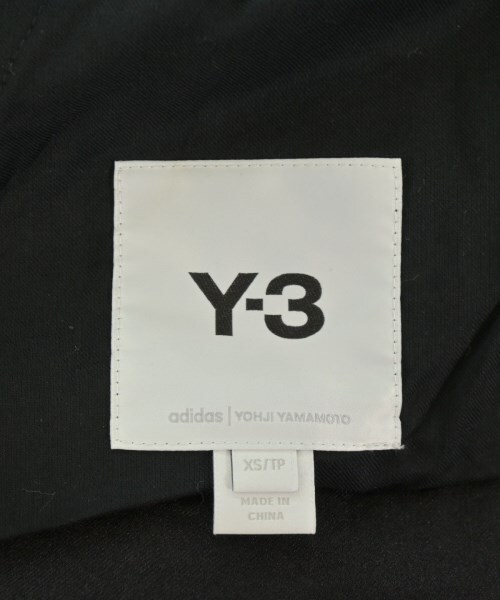 Y-3
adidas | YOHJI YAMAMOTO
XS/TP
MADE IN
CHINA